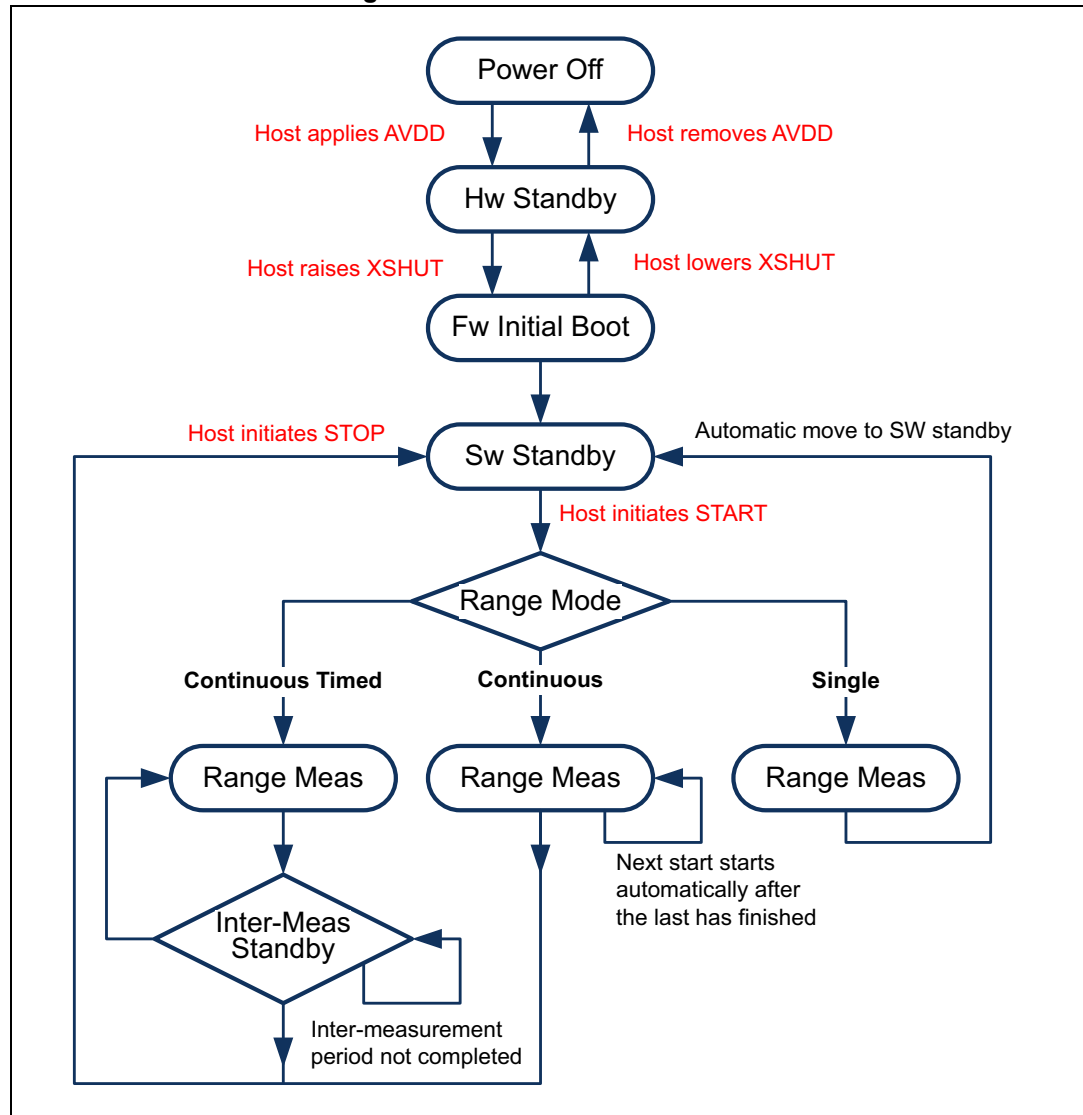 Power Off
Host applies AVDD
Host removes AVDD
Hw Standby
Host raises XSHUT
Host lowers XSHUT
Fw Initial Boot
Host initiates STOP
Automatic move to SW standby
Sw Standby
Host initiates START
Range Mode
Continuous Timed
Continuous
Single
Range Meas
Range Meas
Range Meas
Next start starts
automatically after
the last has finished
Inter-Meas
Standby
Inter-measurement
period not completed